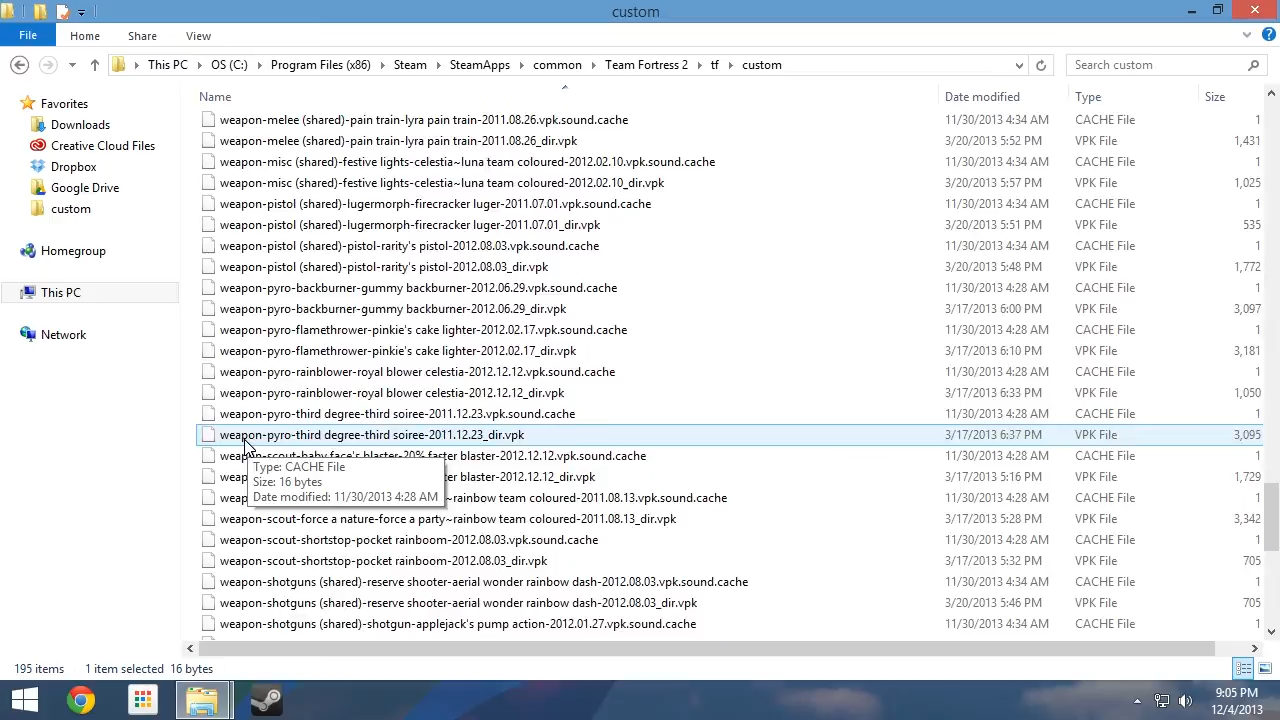 custom
File Home Share View
This PC OS (C:) Program Files (x86) Steam SteamApps common Team Fortress 2 tf custom Search custom
Name Date modified Type Size
Favorites
Downloads
Creative Cloud Files
Dropbox
Google Drive
custom
Homegroup
This PC
Network
weapon-melee (shared)-pain train-lyra pain train-2011.08.26.vpk.sound.cache 11/30/2013 4:34 AM CACHE File 1
weapon-melee (shared)-pain train-lyra pain train-2011.08.26_dir.vpk 3/20/2013 5:52 PM VPK File 1,431
weapon-misc (shared)-festive lights-celestia~luna team coloured-2012.02.10.vpk.sound.cache 11/30/2013 4:34 AM CACHE File 1
weapon-misc (shared)-festive lights-celestia~luna team coloured-2012.02.10_dir.vpk 3/20/2013 5:57 PM VPK File 1,025
weapon-pistol (shared)-lugermorph-firecracker luger-2011.07.01.vpk.sound.cache 11/30/2013 4:34 AM CACHE File 1
weapon-pistol (shared)-lugermorph-firecracker luger-2011.07.01_dir.vpk 3/20/2013 5:51 PM VPK File 535
weapon-pistol (shared)-pistol-rarity's pistol-2012.08.03.vpk.sound.cache 11/30/2013 4:34 AM CACHE File 1
weapon-pistol (shared)-pistol-rarity's pistol-2012.08.03_dir.vpk 3/20/2013 5:48 PM VPK File 1,772
weapon-pyro-backburner-gummy backburner-2012.06.29.vpk.sound.cache 11/30/2013 4:28 AM CACHE File 1
weapon-pyro-backburner-gummy backburner-2012.06.29_dir.vpk 3/17/2013 6:00 PM VPK File 3,097
weapon-pyro-flamethrower-pinkie's cake lighter-2012.02.17.vpk.sound.cache 11/30/2013 4:28 AM CACHE File 1
weapon-pyro-flamethrower-pinkie's cake lighter-2012.02.17_dir.vpk 3/17/2013 6:10 PM VPK File 3,181
weapon-pyro-rainblower-royal blower celestia-2012.12.12.vpk.sound.cache 11/30/2013 4:28 AM CACHE File 1
weapon-pyro-rainblower-royal blower celestia-2012.12.12_dir.vpk 3/17/2013 6:33 PM VPK File 1,050
weapon-pyro-third degree-third soiree-2011.12.23.vpk.sound.cache 11/30/2013 4:28 AM CACHE File 1
weapon-pyro-third degree-third soiree-2011.12.23_dir.vpk 3/17/2013 6:37 PM VPK File 3,095
weapon-scout-baby face's blaster-20% faster blaster-2012.12.12.vpk.sound.cache 11/30/2013 4:28 AM CACHE File 1
blaster-2012.12.12_dir.vpk 3/17/2013 5:16 PM VPK File 1,729
~rainbow team coloured-2011.08.13.vpk.sound.cache 11/30/2013 4:28 AM CACHE File 1
weapon-scout-force a nature-force a party~rainbow team coloured-2011.08.13_dir.vpk 3/17/2013 5:28 PM VPK File 3,342
weapon-scout-shortstop-pocket rainboom-2012.08.03.vpk.sound.cache 11/30/2013 4:28 AM CACHE File 1
weapon-scout-shortstop-pocket rainboom-2012.08.03_dir.vpk 3/17/2013 5:32 PM VPK File 705
weapon-shotguns (shared)-reserve shooter-aerial wonder rainbow dash-2012.08.03.vpk.sound.cache 11/30/2013 4:34 AM CACHE File 1
weapon-shotguns (shared)-reserve shooter-aerial wonder rainbow dash-2012.08.03_dir.vpk 3/20/2013 5:46 PM VPK File 705
weapon-shotguns (shared)-shotgun-applejack's pump action-2012.01.27.vpk.sound.cache 11/30/2013 4:34 AM CACHE File 1
Type: CACHE File
Size: 16 bytes
Date modified: 11/30/2013 4:28 AM
195 items 1 item selected 16 bytes
9:05 PM
12/4/2013